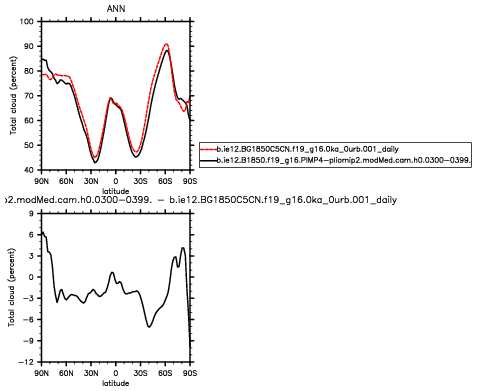 ANN
100
90
80
70
60
50
40
Total cloud (percent)
90N 60N 30N 0 30S 60S 90S
latitude
b.ie12.BG1850C5CN.f19_g16.0ka_0urb.001_daily
b.ie12.B1850.f19_g16.PIMP4-pliomip2.modMed.cam.h0.0300-0399.
2.modMed.cam.h0.0300-0399. - b.ie12.BG1850C5CN.f19_g16.0ka_0urb.001_daily
9
6
3
0
-3
-6
-9
-12
Total cloud (percent)
90N 60N 30N 0 30S 60S 90S
latitude